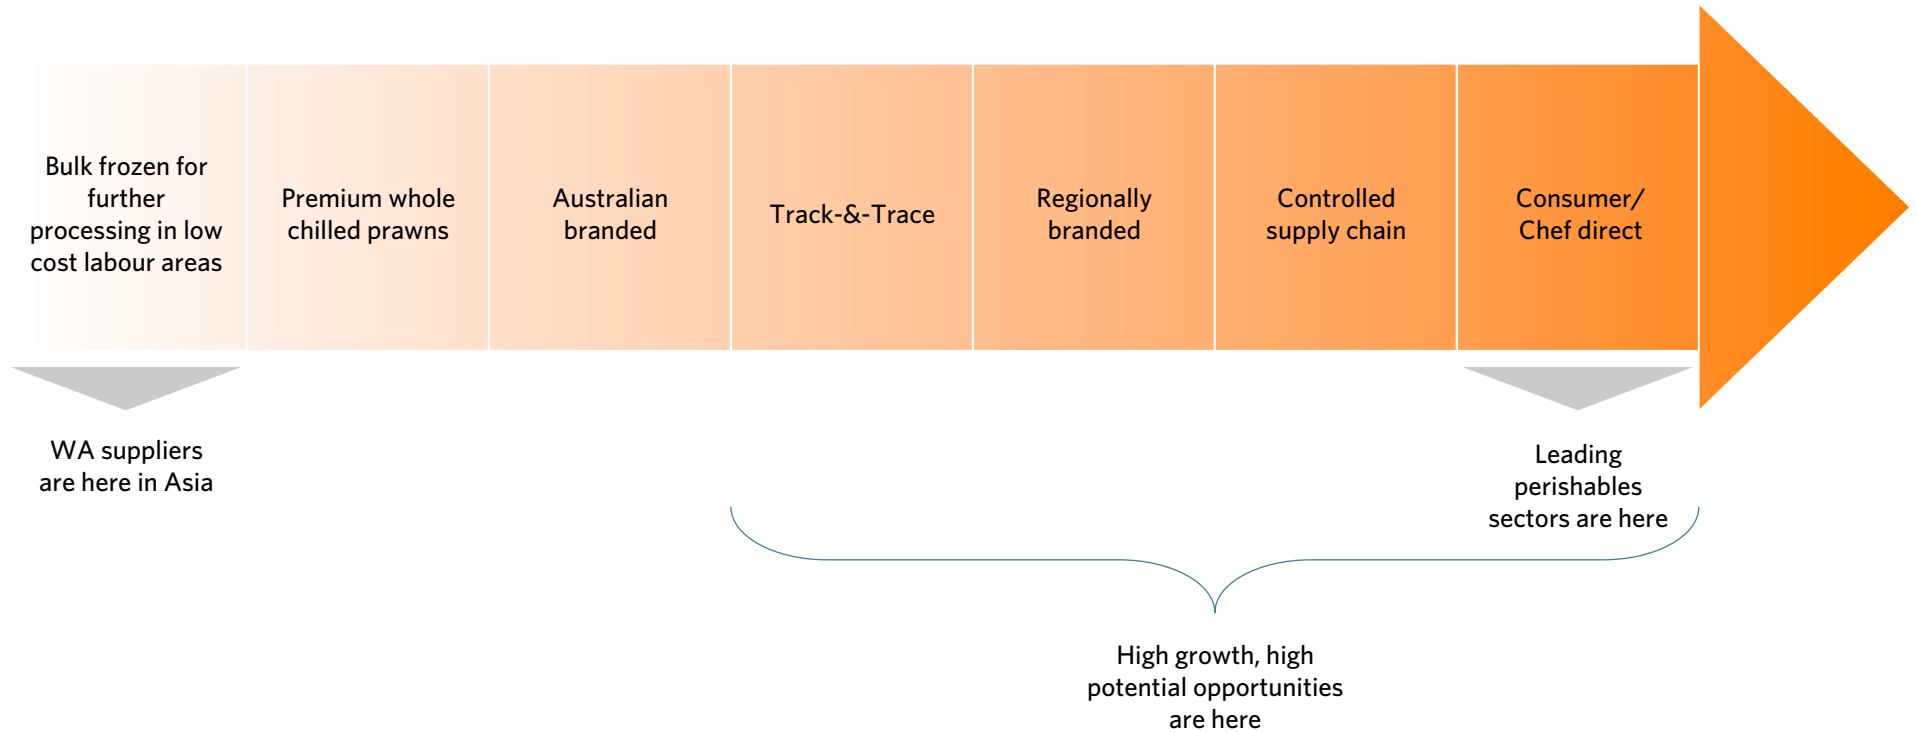 Bulk frozen for
further
processing in low
cost labour areas
Premium whole
chilled prawns
Australian
branded
Track-&-Trace
Regionally
branded
Controlled
supply chain
Consumer/
Chef direct
WA suppliers
are here in Asia
Leading
perishables
sectors are here
High growth, high
potential opportunities
are here